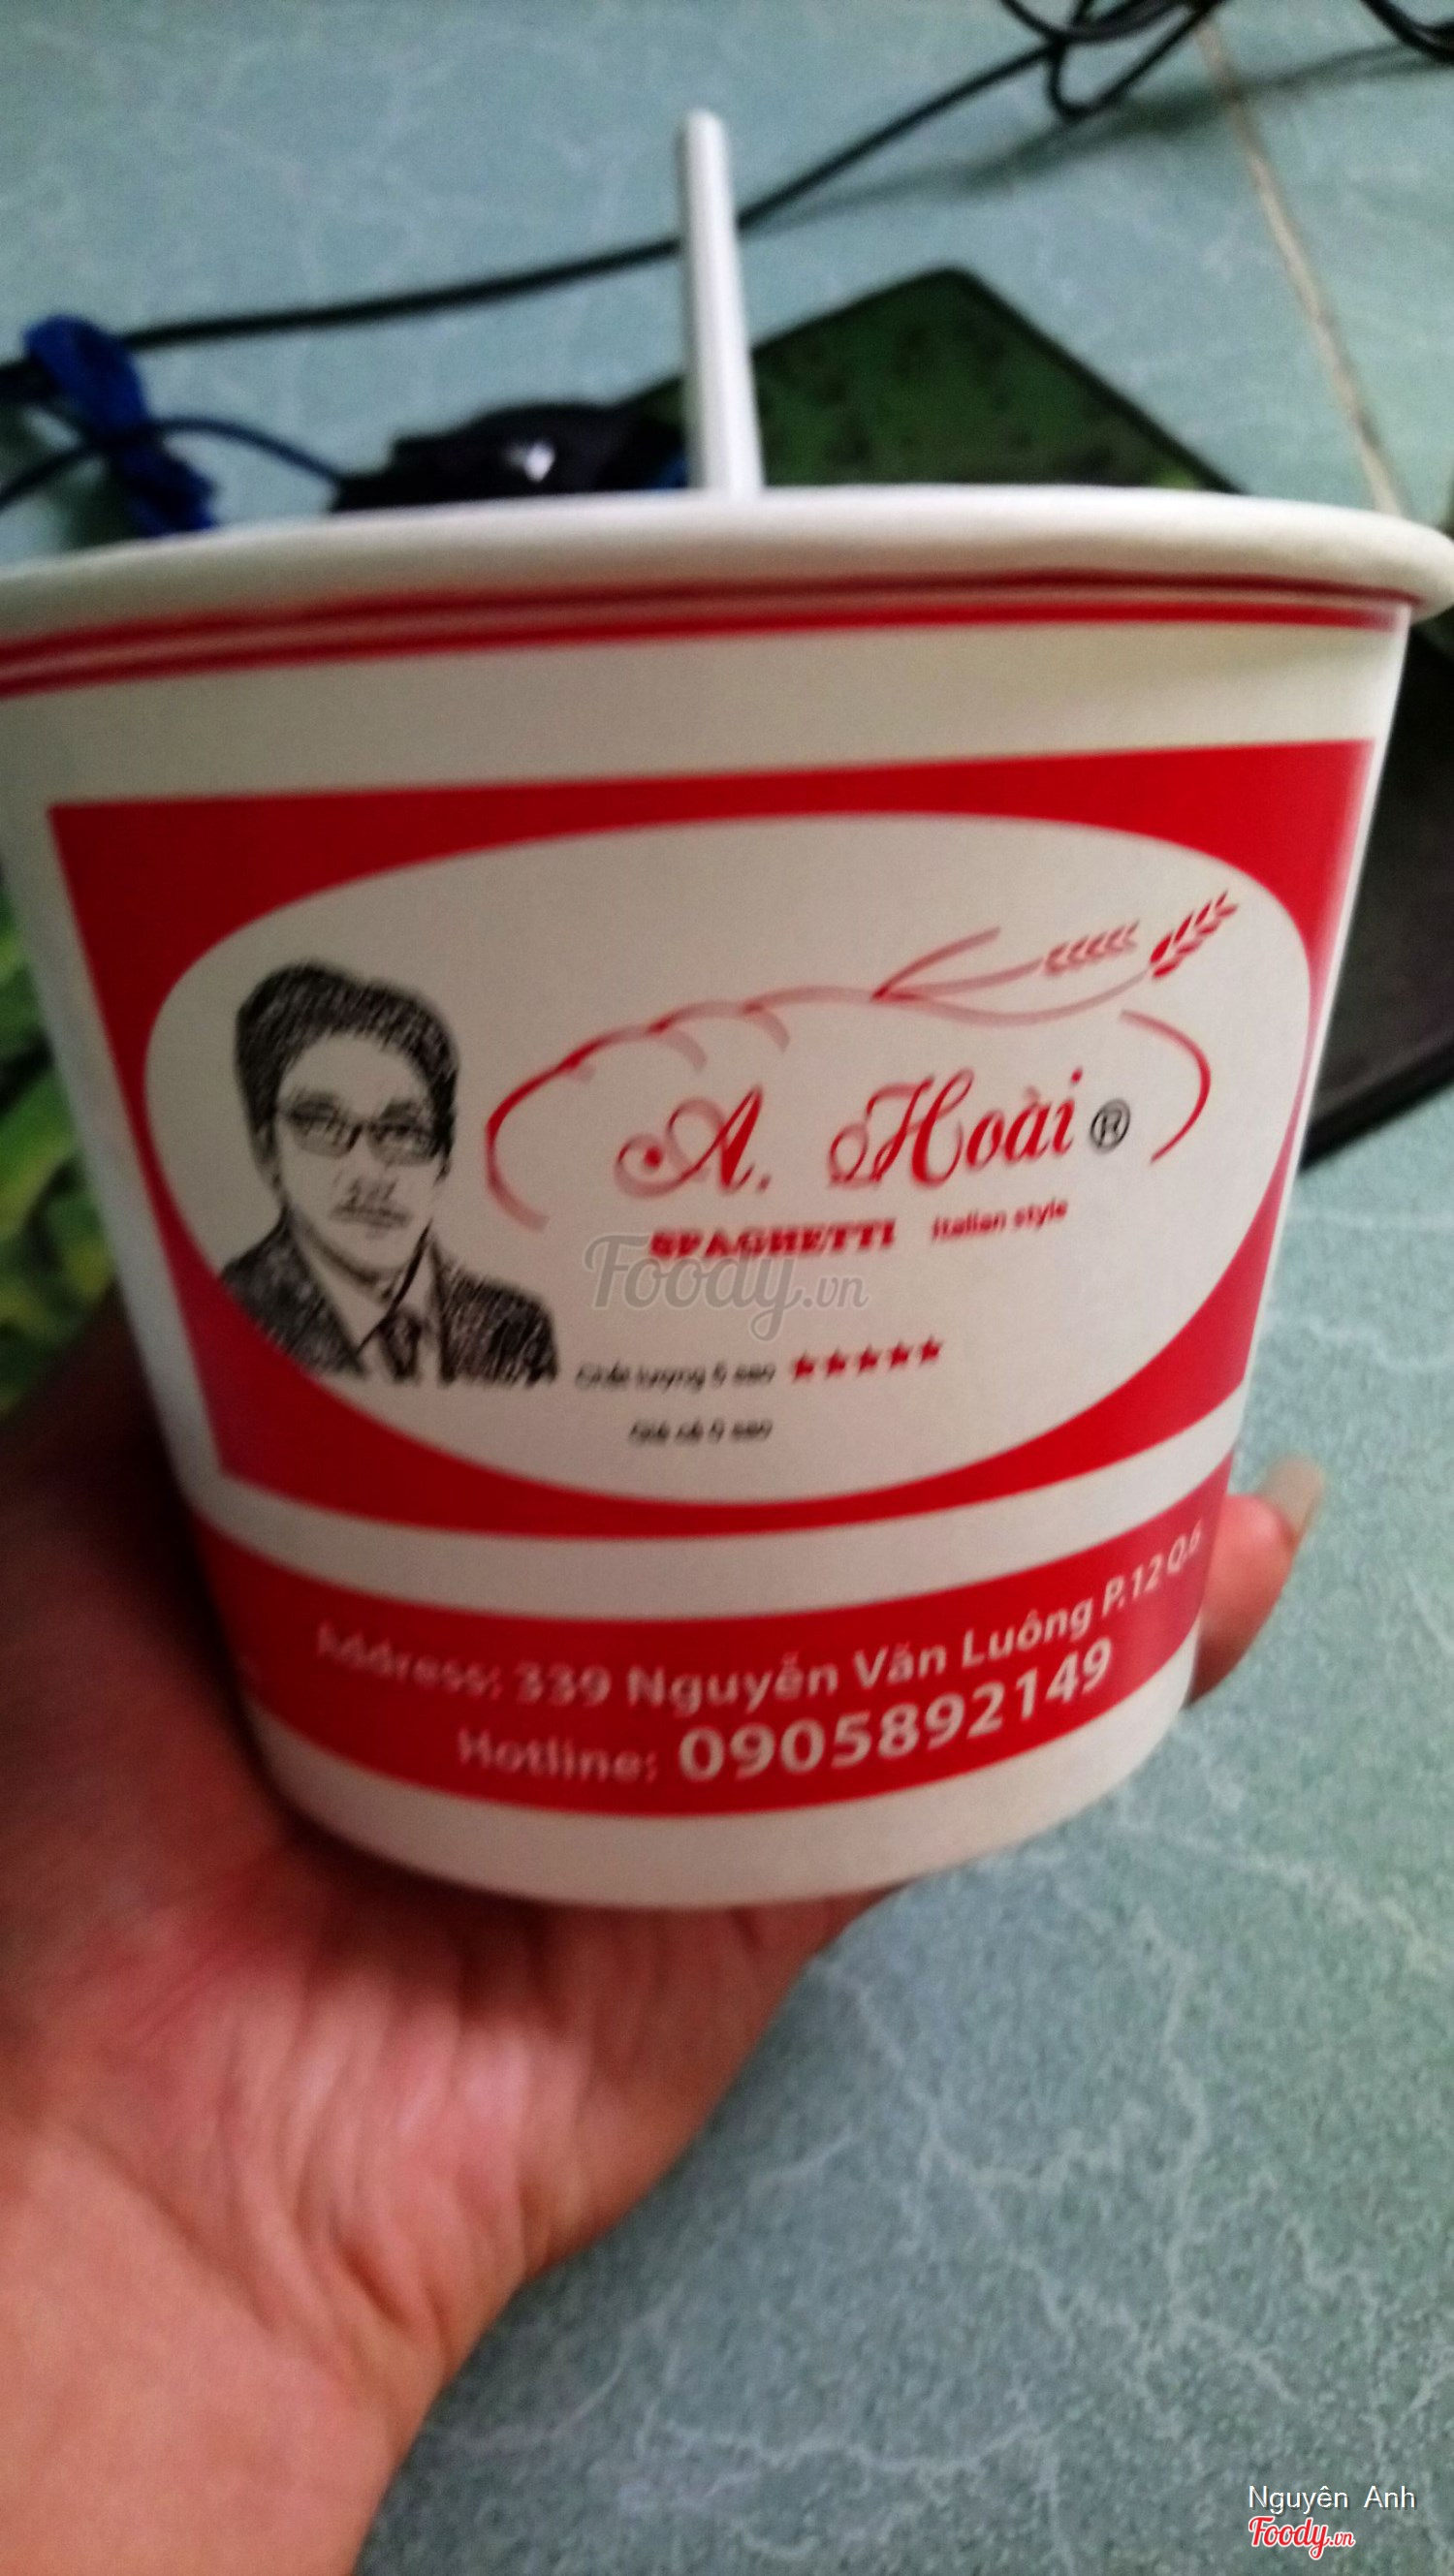 A. Hoài ®
SPAGHETTI Italian style
Foody.vn
Chất lượng 5 sao ★★★★★
Giá cả 0 sao
Address: 339 Nguyễn Văn Luông P.12 Q.6
Hotline: 0905892149
Nguyên Anh
Foody.vn